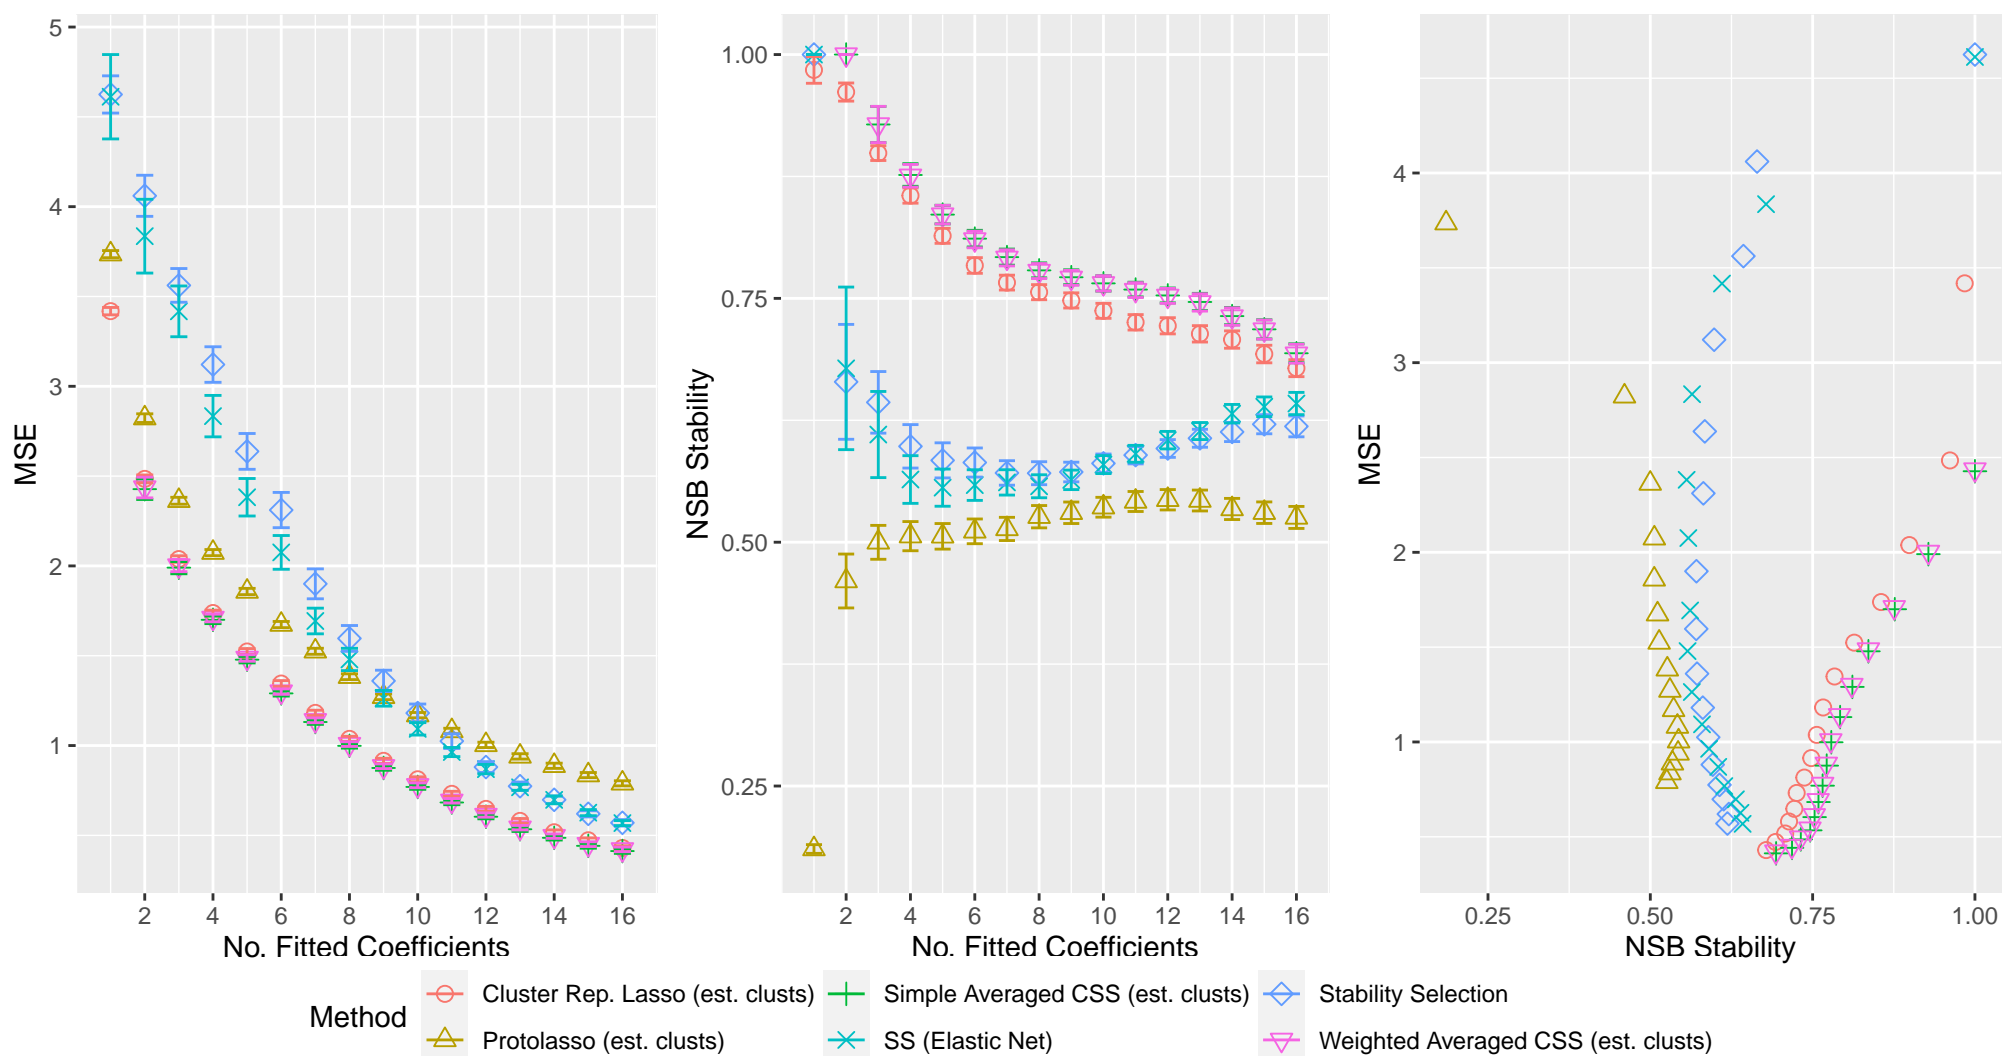 5
4
3
2
1
MSE
2 4 6 8 10 12 14 16
No. Fitted Coefficients
1.00
0.75
0.50
0.25
NSB Stability
2 4 6 8 10 12 14 16
No. Fitted Coefficients
4
3
2
1
MSE
0.25 0.50 0.75 1.00
NSB Stability
Method
Cluster Rep. Lasso (est. clusts)
Protolasso (est. clusts)
Simple Averaged CSS (est. clusts)
SS (Elastic Net)
Stability Selection
Weighted Averaged CSS (est. clusts)